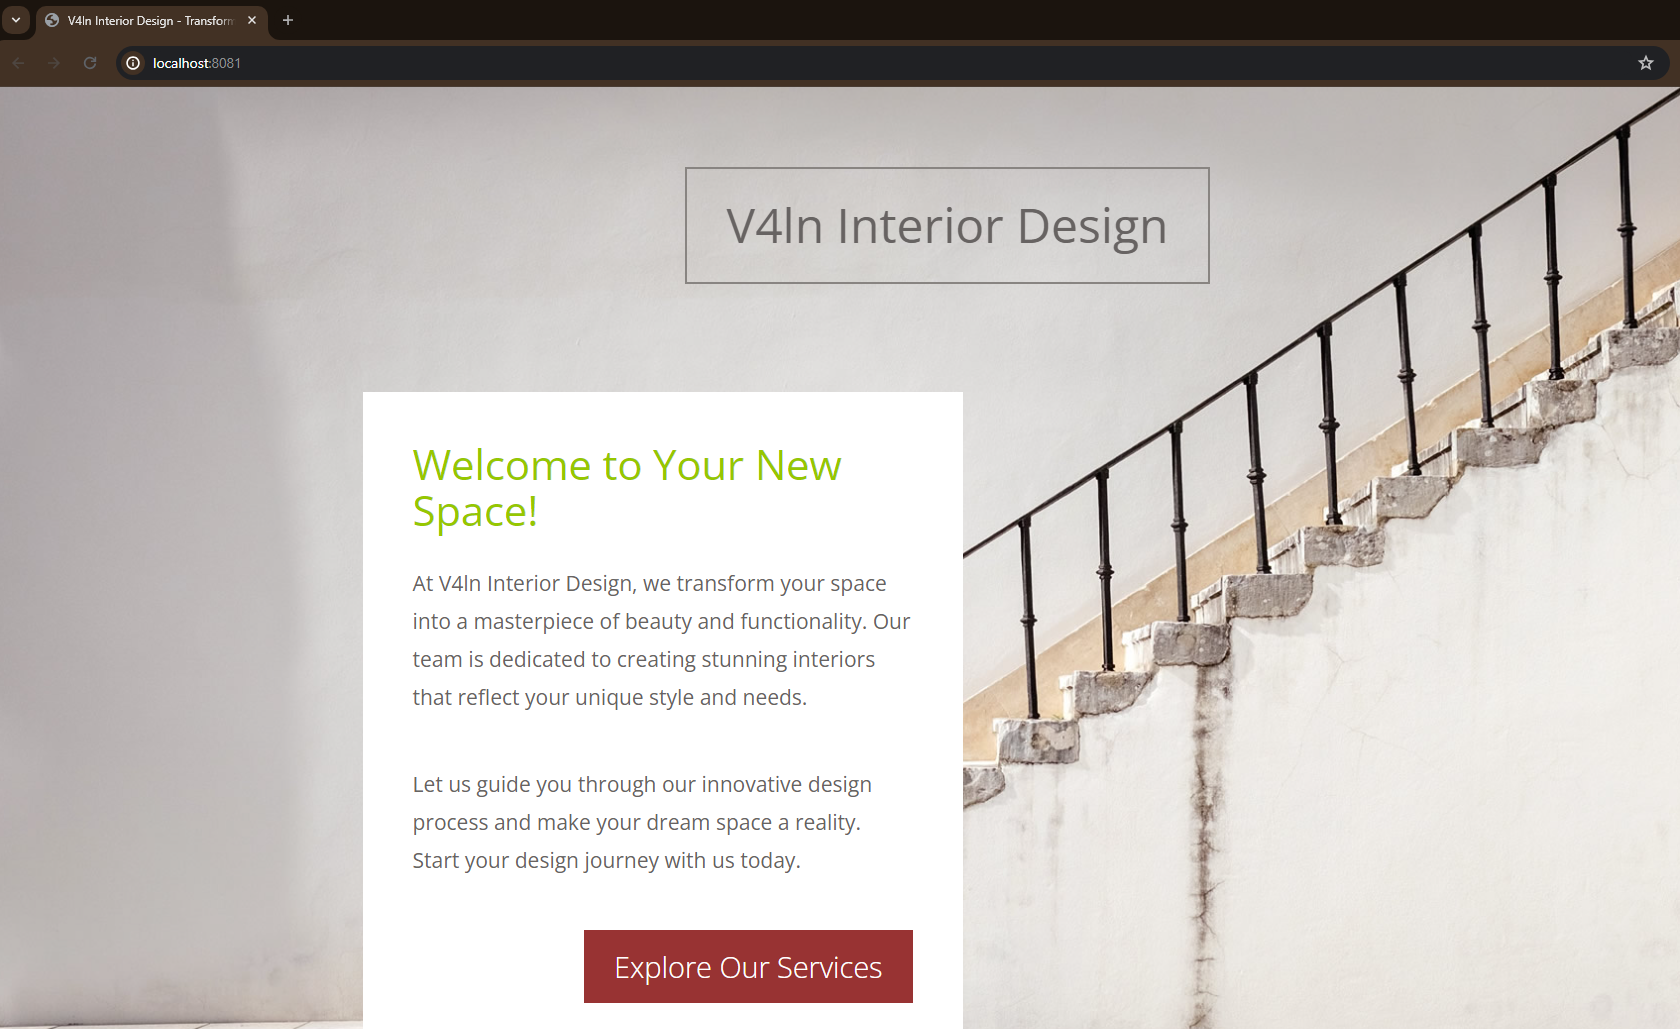 V4ln Interior Design - Transform
localhost:8081
V4ln Interior Design
Welcome to Your New
Space!
At V4ln Interior Design, we transform your space
into a masterpiece of beauty and functionality. Our
team is dedicated to creating stunning interiors
that reflect your unique style and needs.
Let us guide you through our innovative design
process and make your dream space a reality.
Start your design journey with us today.
Explore Our Services